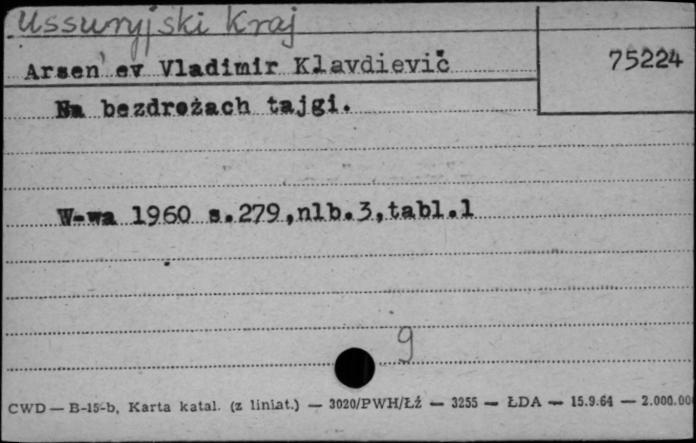 Ussuryjski Kraj
Arsen'ev Vladimir Klavdievič
75224
Na bezdrożach tajgi.
W-wa 1960 s.279,nlb.3,tabl.1
9
CWD — B-15-b, Karta katal. (z liniat.) — 3020/PWH/Łź — 3255 — ŁDA — 15.9.64 — 2.000.00